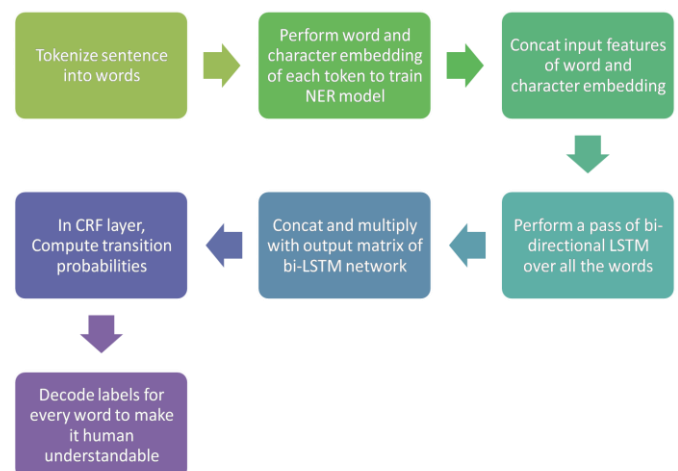 Tokenize sentence
into words
Perform word and
character embedding
of each token to train
NER model
Concat input features
of word and
character embedding
Perform a pass of bi-
directional LSTM
over all the words
Concat and multiply
with output matrix of
bi-LSTM network
In CRF layer,
Compute transition
probabilities
Decode labels for
every word to make
it human
understandable